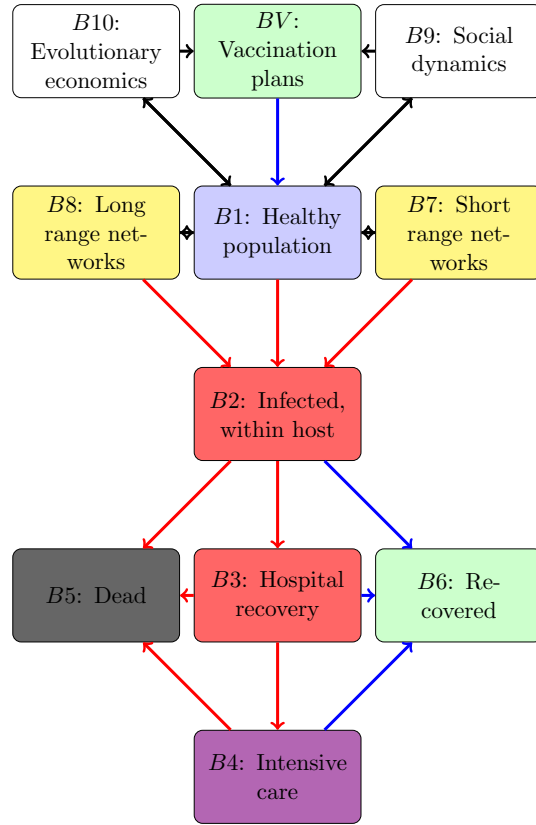 B10:
Evolutionary
economics
BV:
Vaccination
plans
B9: Social
dynamics
B8: Long
range net-
works
B1: Healthy
population
B7: Short
range net-
works
B2: Infected,
within host
B5: Dead
B3: Hospital
recovery
B6: Re-
covered
B4: Intensive
care